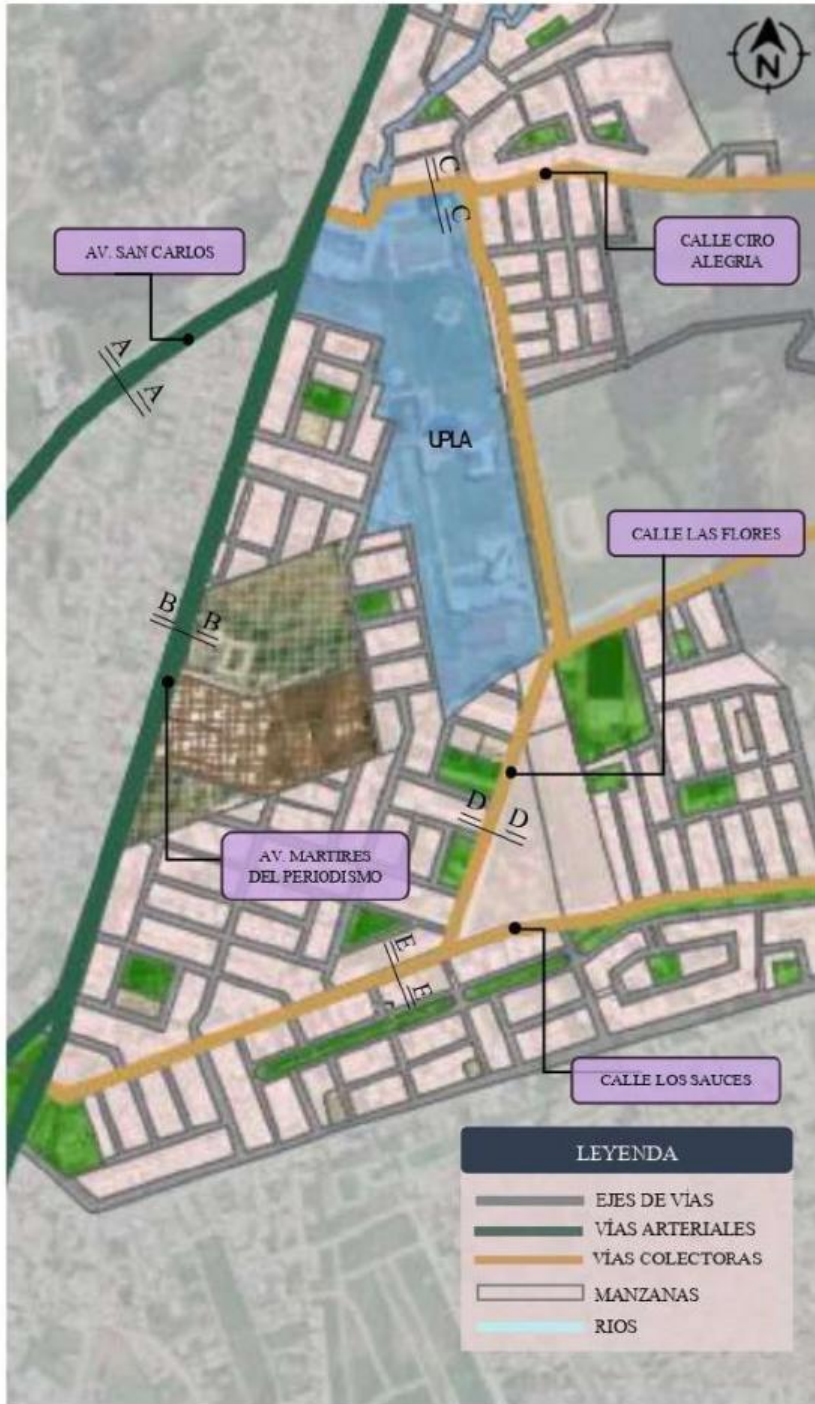 N
C
C
AV. SAN CARLOS
CALLE CIRO
ALEGRIA
A
A
UPLA
CALLE LAS FLORES
B
B
D
D
AV. MARTIRES
DEL PERIODISMO
E
E
CALLE LOS SAUCES
LEYENDA
EJES DE VÍAS
VÍAS ARTERIALES
VÍAS COLECTORAS
MANZANAS
RIOS